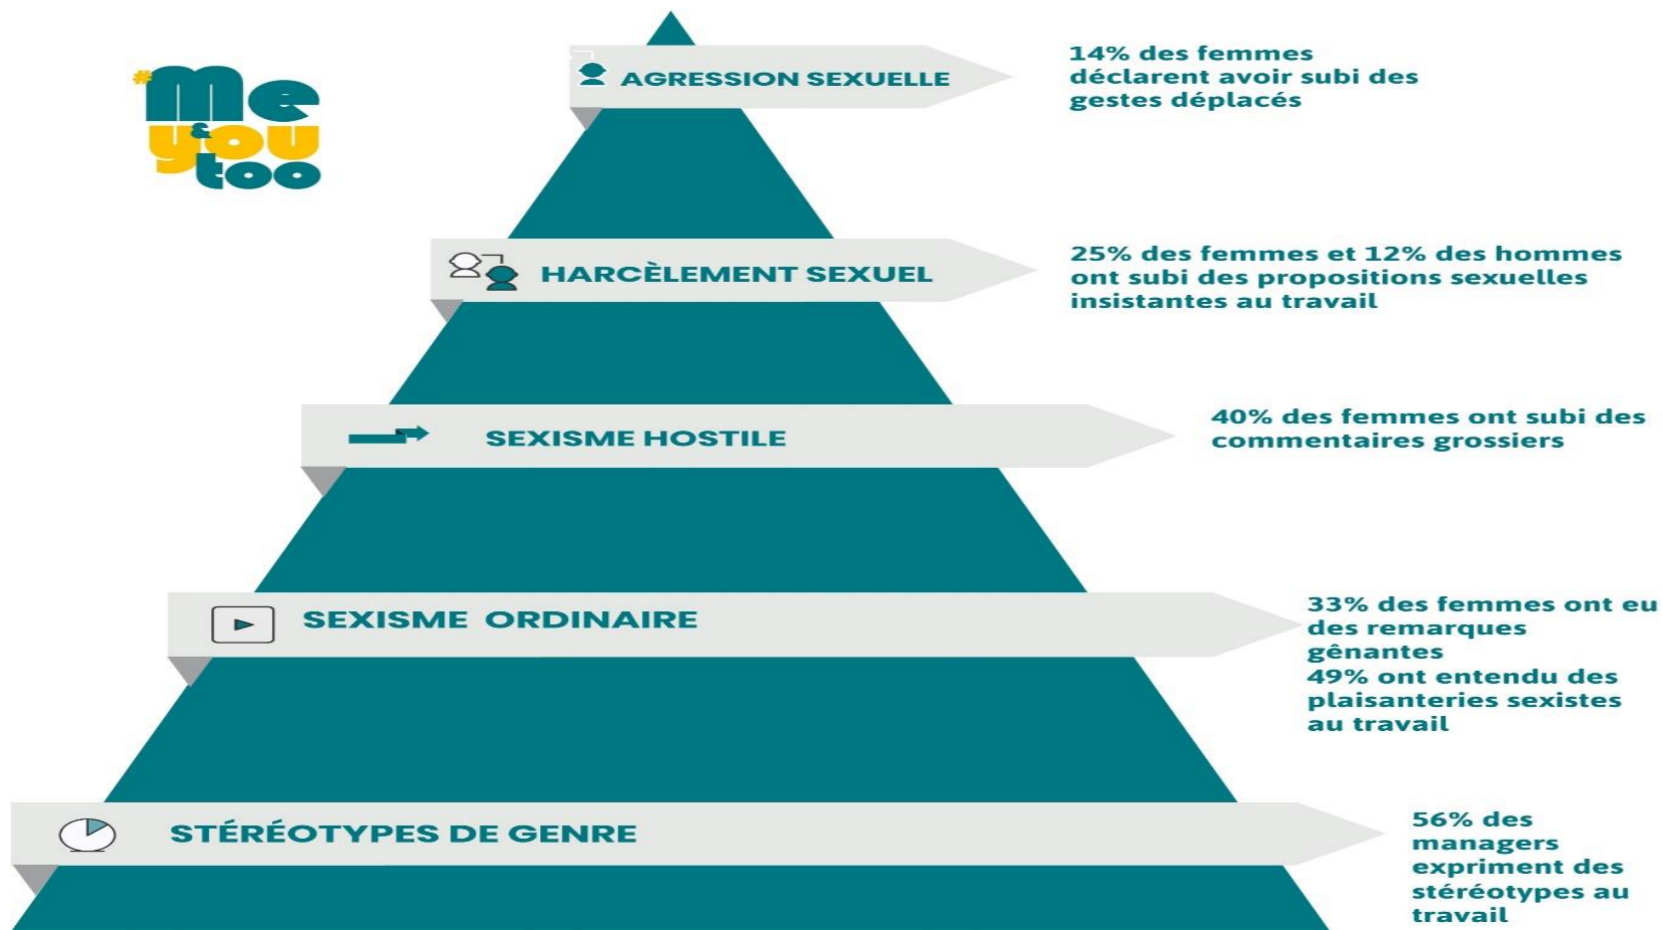 #Me
&
you
too
AGRESSION SEXUELLE
14% des femmes
déclarent avoir subi des
gestes déplacés
HARCÈLEMENT SEXUEL
25% des femmes et 12% des hommes
ont subi des propositions sexuelles
insistantes au travail
SEXISME HOSTILE
40% des femmes ont subi des
commentaires grossiers
SEXISME ORDINAIRE
33% des femmes ont eu
des remarques
gênantes
49% ont entendu des
plaisanteries sexistes
au travail
STÉRÉOTYPES DE GENRE
56% des
managers
expriment des
stéréotypes au
travail